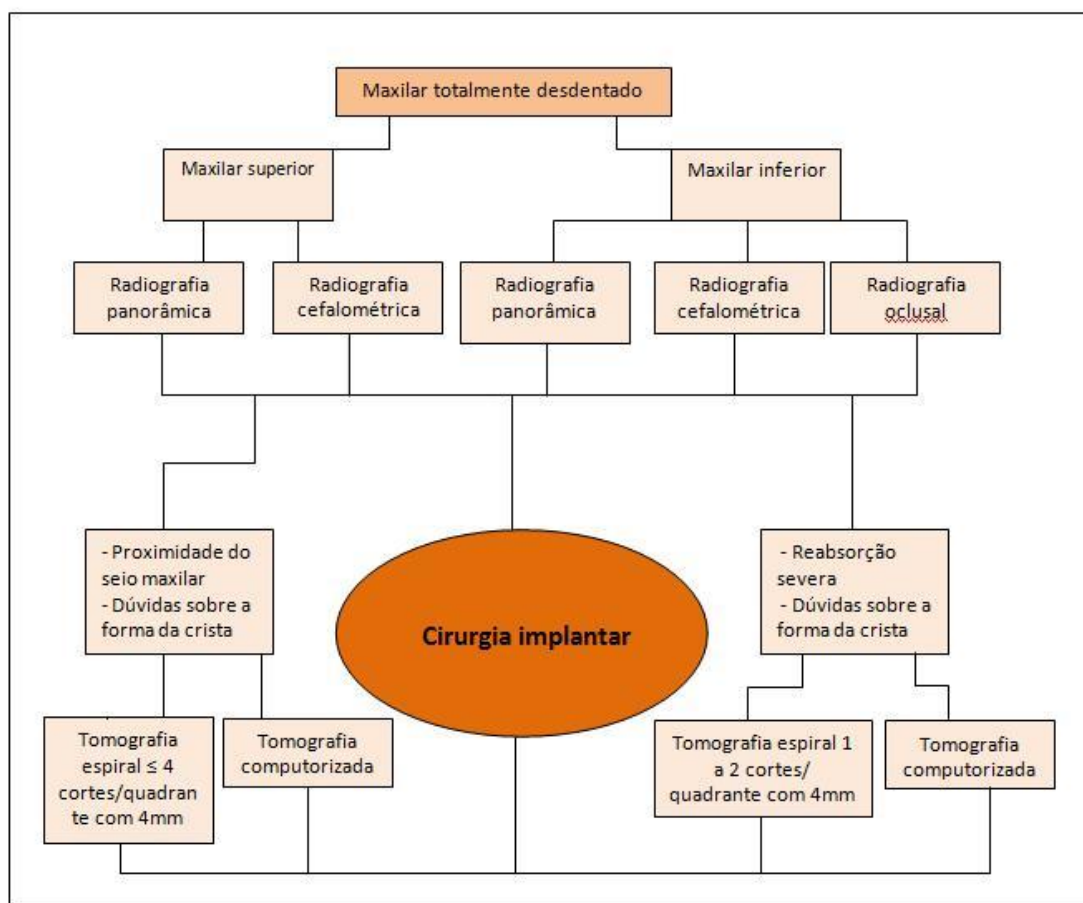 Maxilar totalmente desdentado
Maxilar superior
Maxilar inferior
Radiografia
panorâmica
Radiografia
cefalométrica
Radiografia
panorâmica
Radiografia
cefalométrica
Radiografia
oclusal
- Proximidade do
seio maxilar
- Dúvidas sobre a
forma da crista
Cirurgia implantar
- Reabsorção
severa
- Dúvidas sobre a
forma da crista
Tomografia
espiral ≤ 4
cortes/quadran
te com 4mm
Tomografia
computorizada
Tomografia espiral 1
a 2 cortes/
quadrante com 4mm
Tomografia
computorizada